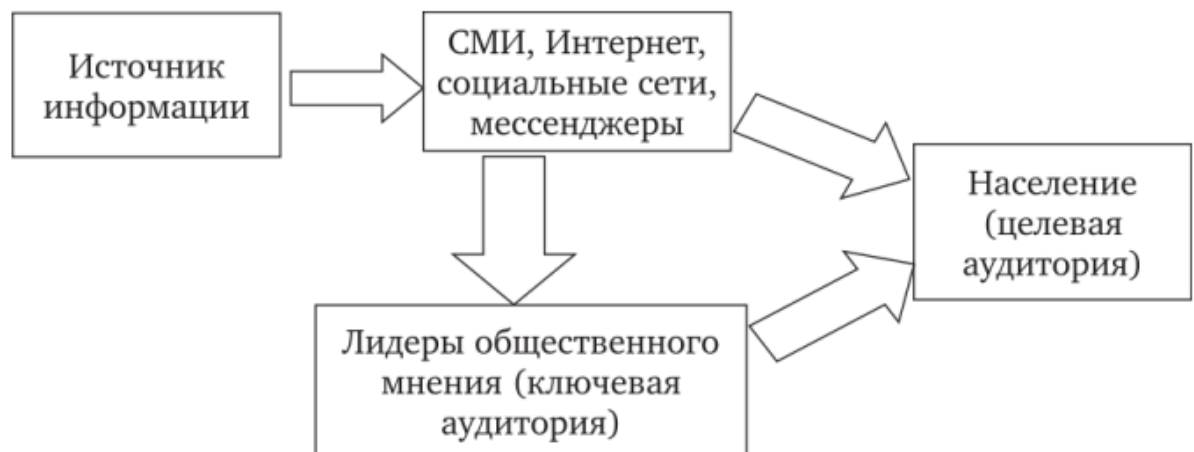 Источник
информации
СМИ, Интернет,
социальные сети,
мессенджеры
Население
(целевая
аудитория)
Лидеры общественного
мнения (ключевая
аудитория)